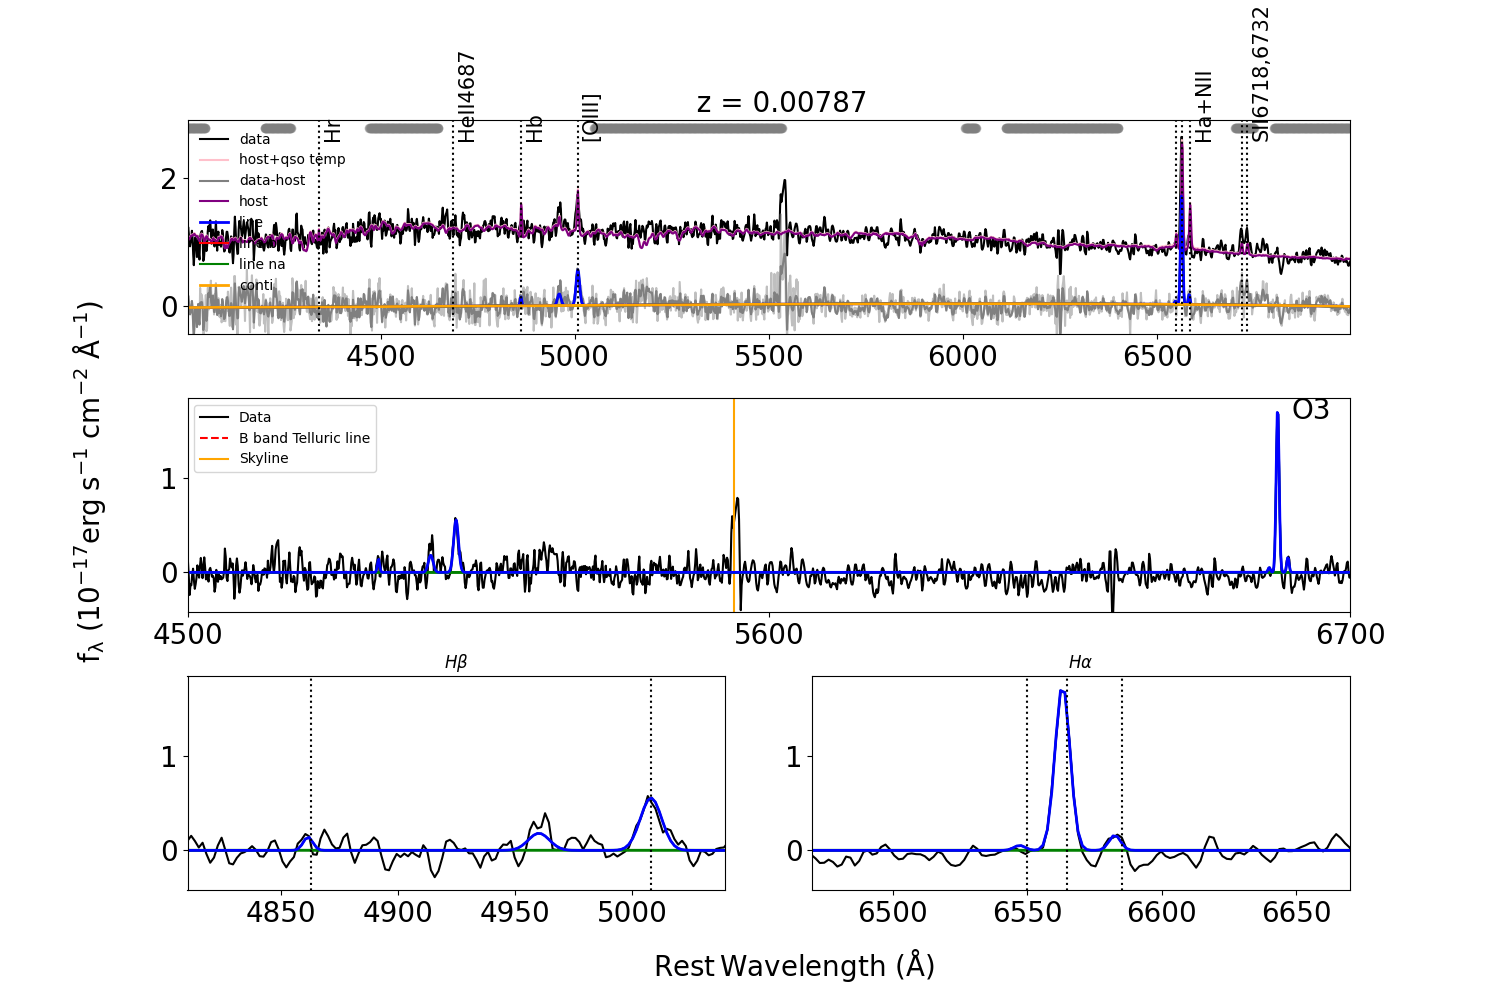 z = 0.00787
Hr
HeII4687
Hb
[OIII]
Ha+NII
SII6718,6732
data
host+qso temp
data-host
host
line
line na
conti
2
0
4500
5000
5500
6000
6500
fλ (10⁻¹⁷erg s⁻¹ cm⁻² Å⁻¹)
Data
B band Telluric line
Skyline
O3
1
0
4500
5600
6700
Hβ
1
0
4850
4900
4950
5000
Hα
1
0
6500
6550
6600
6650
Rest Wavelength (Å)